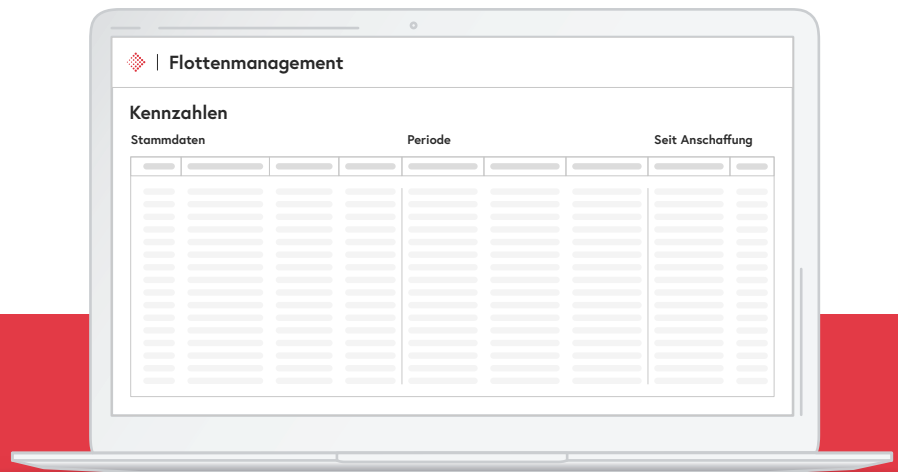 Flottenmanagement
Kennzahlen
Stammdaten Periode Seit Anschaffung